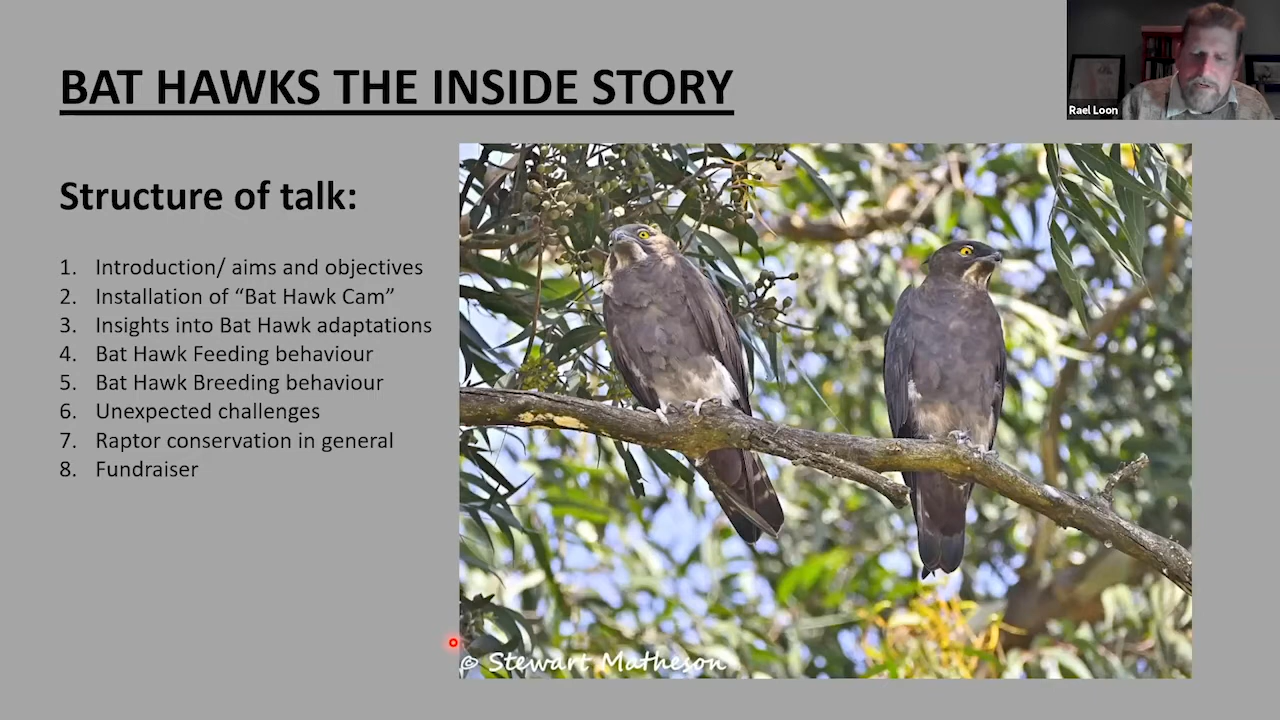 BAT HAWKS THE INSIDE STORY
Rael Loon
Structure of talk:
1. Introduction/ aims and objectives
2. Installation of “Bat Hawk Cam”
3. Insights into Bat Hawk adaptations
4. Bat Hawk Feeding behaviour
5. Bat Hawk Breeding behaviour
6. Unexpected challenges
7. Raptor conservation in general
8. Fundraiser
© Stewart Matheson